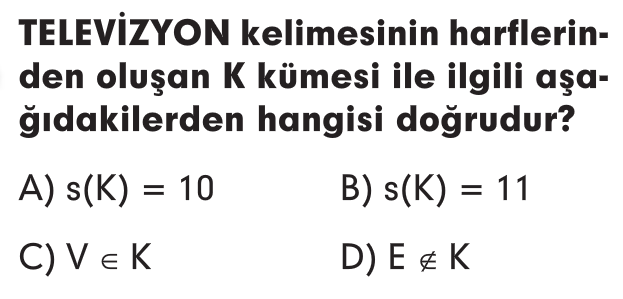 TELEVİZYON kelimesinin harflerin-
den oluşan K kümesi ile ilgili aşa-
ğıdakilerden hangisi doğrudur?
A) s(K) = 10 B) s(K) = 11
C) V ∈ K D) E ∉ K